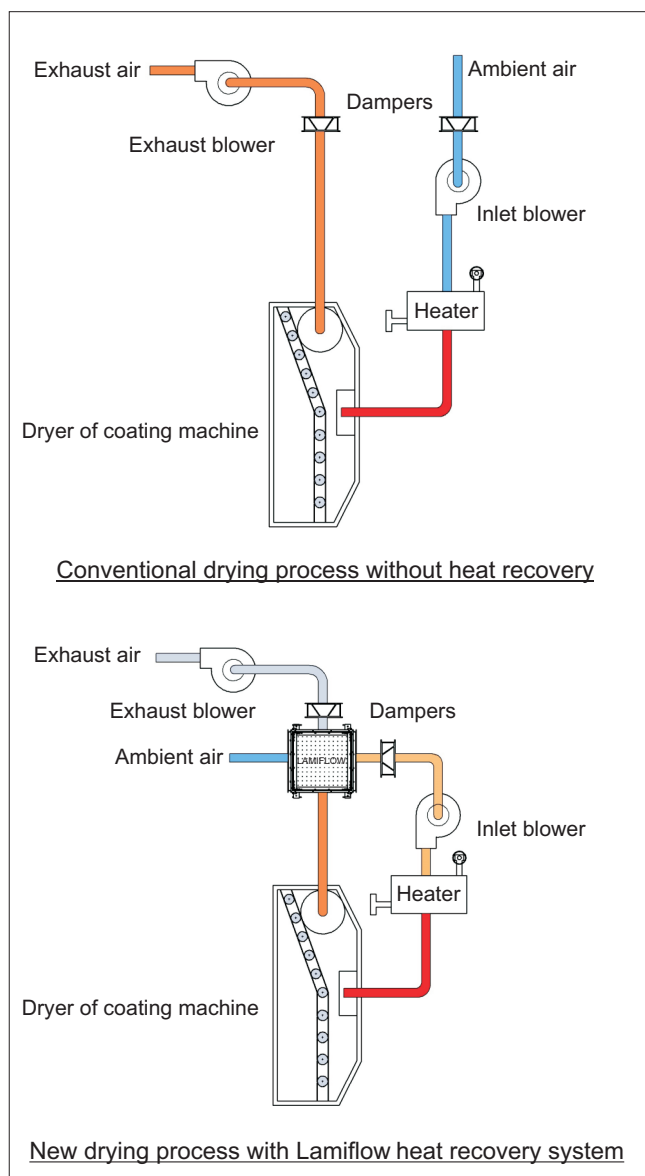 Exhaust air
Ambient air
Dampers
Exhaust blower
Inlet blower
Heater
Dryer of coating machine
Conventional drying process without heat recovery
Exhaust air
Exhaust blower
Dampers
Ambient air
LAMIFLOW
Inlet blower
Heater
Dryer of coating machine
New drying process with Lamiflow heat recovery system